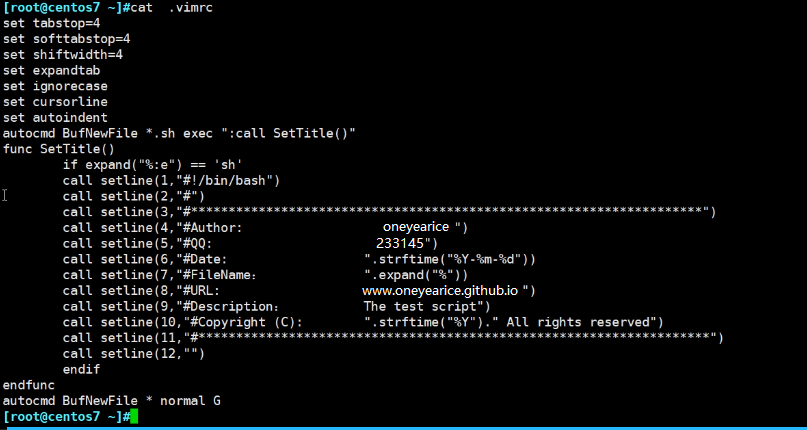 [root@centos7 ~]#cat  .vimrc
set tabstop=4
set softtabstop=4
set shiftwidth=4
set expandtab
set ignorecase
set cursorline
set autoindent
autocmd BufNewFile *.sh exec ":call SetTitle()"
func SetTitle()
        if expand("%:e") == 'sh'
        call setline(1,"#!/bin/bash")
        call setline(2,"#")
        call setline(3,"#********************************************************************")
        call setline(4,"#Author:                   oneyearice ")
        call setline(5,"#QQ:                       233145")
        call setline(6,"#Date:                  ".strftime("%Y-%m-%d"))
        call setline(7,"#FileName：             ".expand("%"))
        call setline(8,"#URL:                   www.oneyearice.github.io ")
        call setline(9,"#Description：          The test script")
        call setline(10,"#Copyright (C):        ".strftime("%Y")." All rights reserved")
        call setline(11,"#********************************************************************")
        call setline(12,"")
        endif
endfunc
autocmd BufNewFile * normal G
[root@centos7 ~]#